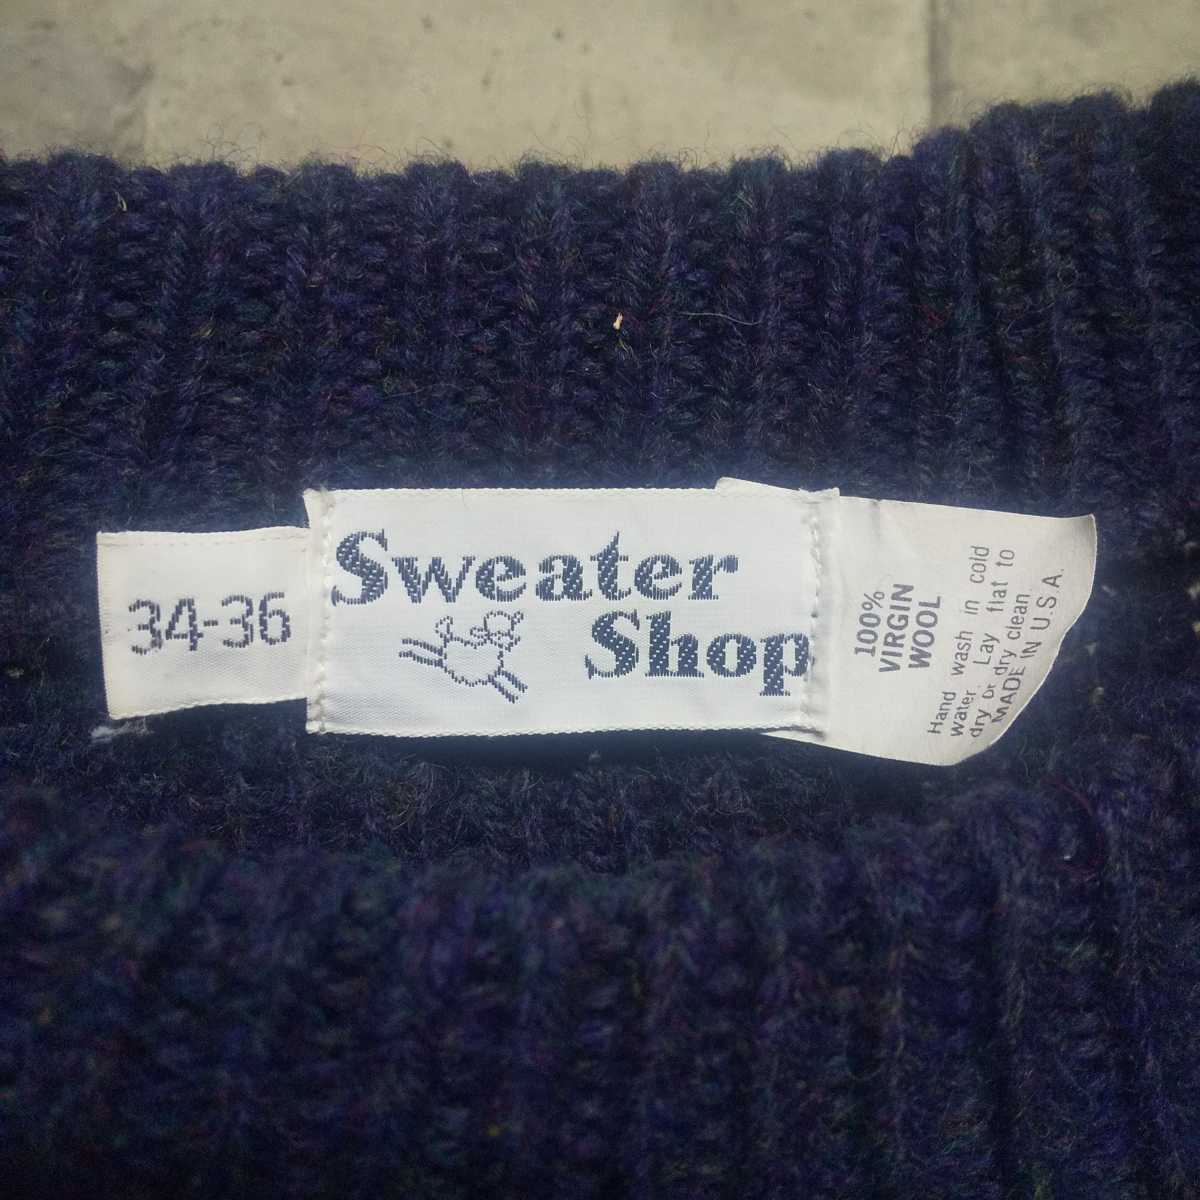 34-36
Sweater
Shop
100%
VIRGIN
WOOL
Hand wash in cold
water. Lay flat to
dry or dry clean
MADE IN U.S.A.